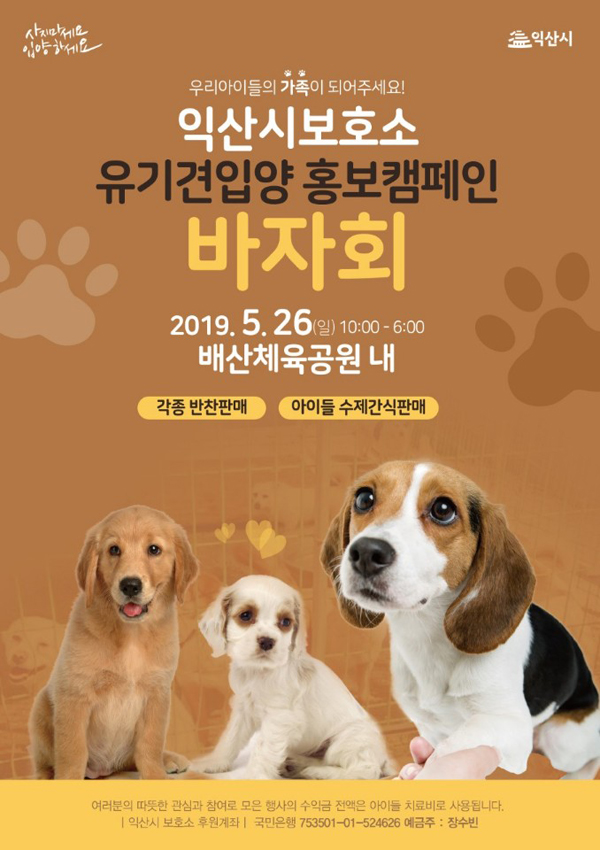 사지마세요
입양하세요
익산시
우리아이들의 가족이 되어주세요!
익산시보호소
유기견입양 홍보캠페인
바자회
2019. 5. 26(일) 10:00 - 6:00
배산체육공원 내
각종 반찬판매
아이들 수제간식판매
여러분의 따뜻한 관심과 참여로 모은 행사의 수익금 전액은 아이들 치료비로 사용됩니다.
| 익산시 보호소 후원계좌 | 국민은행 753501-01-524626 예금주 : 장수빈